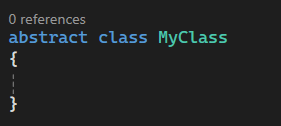 0 references
abstract class MyClass
{
}